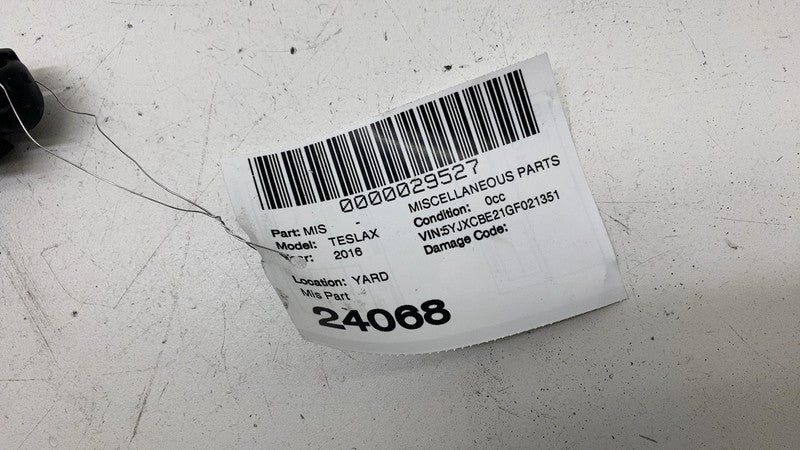 0000029527
Part: MIS - MISCELLANEOUS PARTS
Model: TESLAX Condition: 0cc
Year: 2016 VIN:5YJXCBE21GF021351
Damage Code:
Location: YARD
MIs Part
24068